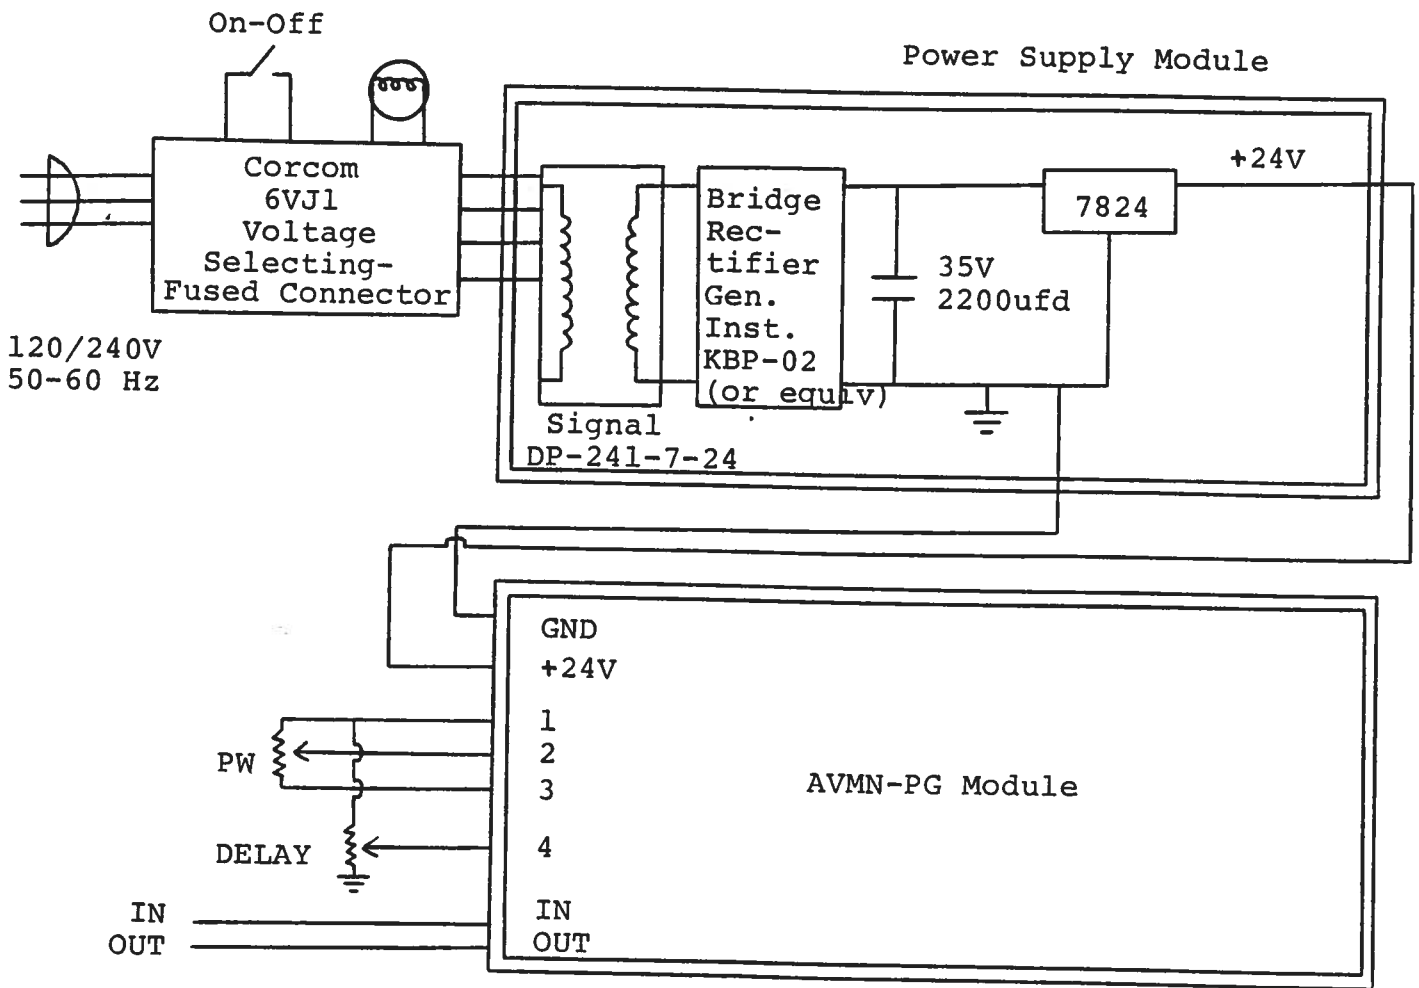 On-Off
Power Supply Module
Corcom
6VJ1
Voltage
Selecting-
Fused Connector
120/240V
50-60 Hz
Bridge
Rec-
tifier
Gen.
Inst.
KBP-02
(or equiv)
35V
2200ufd
7824
+24V
Signal
DP-241-7-24
GND
+24V
1
2
3
4
IN
OUT
PW
DELAY
IN
OUT
AVMN-PG Module